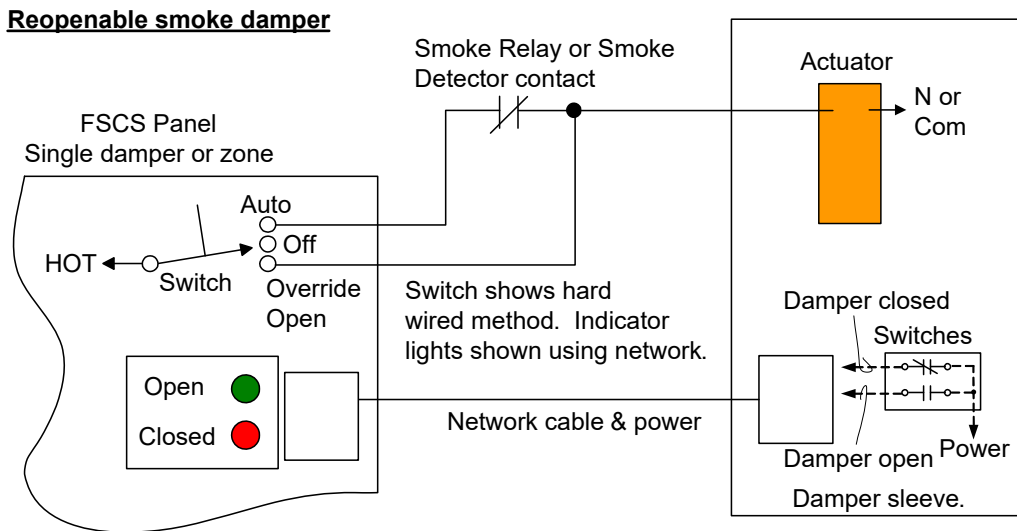 Reopenable smoke damper
Smoke Relay or Smoke
Detector contact
Actuator
N or
Com
FSCS Panel
Single damper or zone
Auto
Off
HOT
Switch
Override
Open
Switch shows hard
wired method.  Indicator
lights shown using network.
Damper closed
Switches
Open
Closed
Network cable & power
Damper open
Power
Damper sleeve.